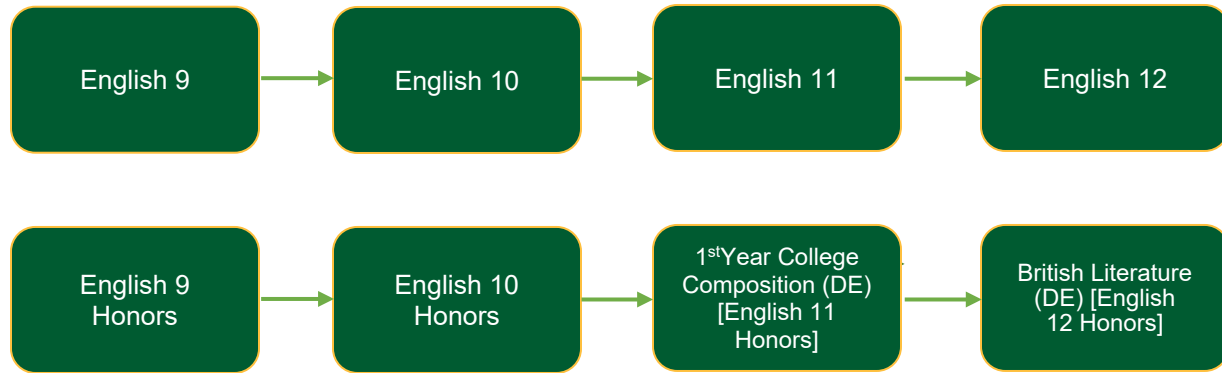 English 9
English 10
English 11
English 12
English 9
Honors
English 10
Honors
1stYear College
Composition (DE)
[English 11
Honors]
British Literature
(DE) [English
12 Honors]